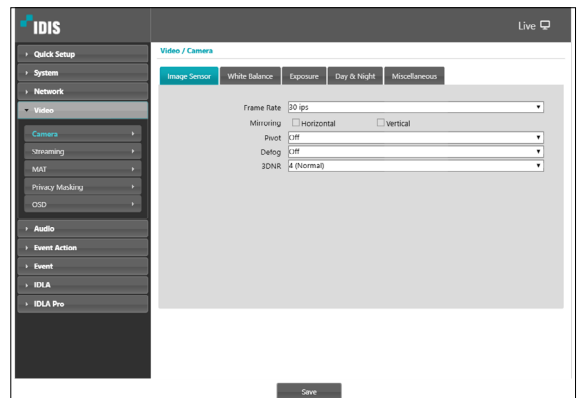 IDIS
Live
Quick Setup
System
Network
Video
Camera
Streaming
MAT
Privacy Masking
OSD
Audio
Event Action
Event
IDLA
IDLA Pro
Video / Camera
Image Sensor White Balance Exposure Day & Night Miscellaneous
Frame Rate 30 ips
Mirroring Horizontal Vertical
Pivot Off
Defog Off
3DNR 4 (Normal)
Save